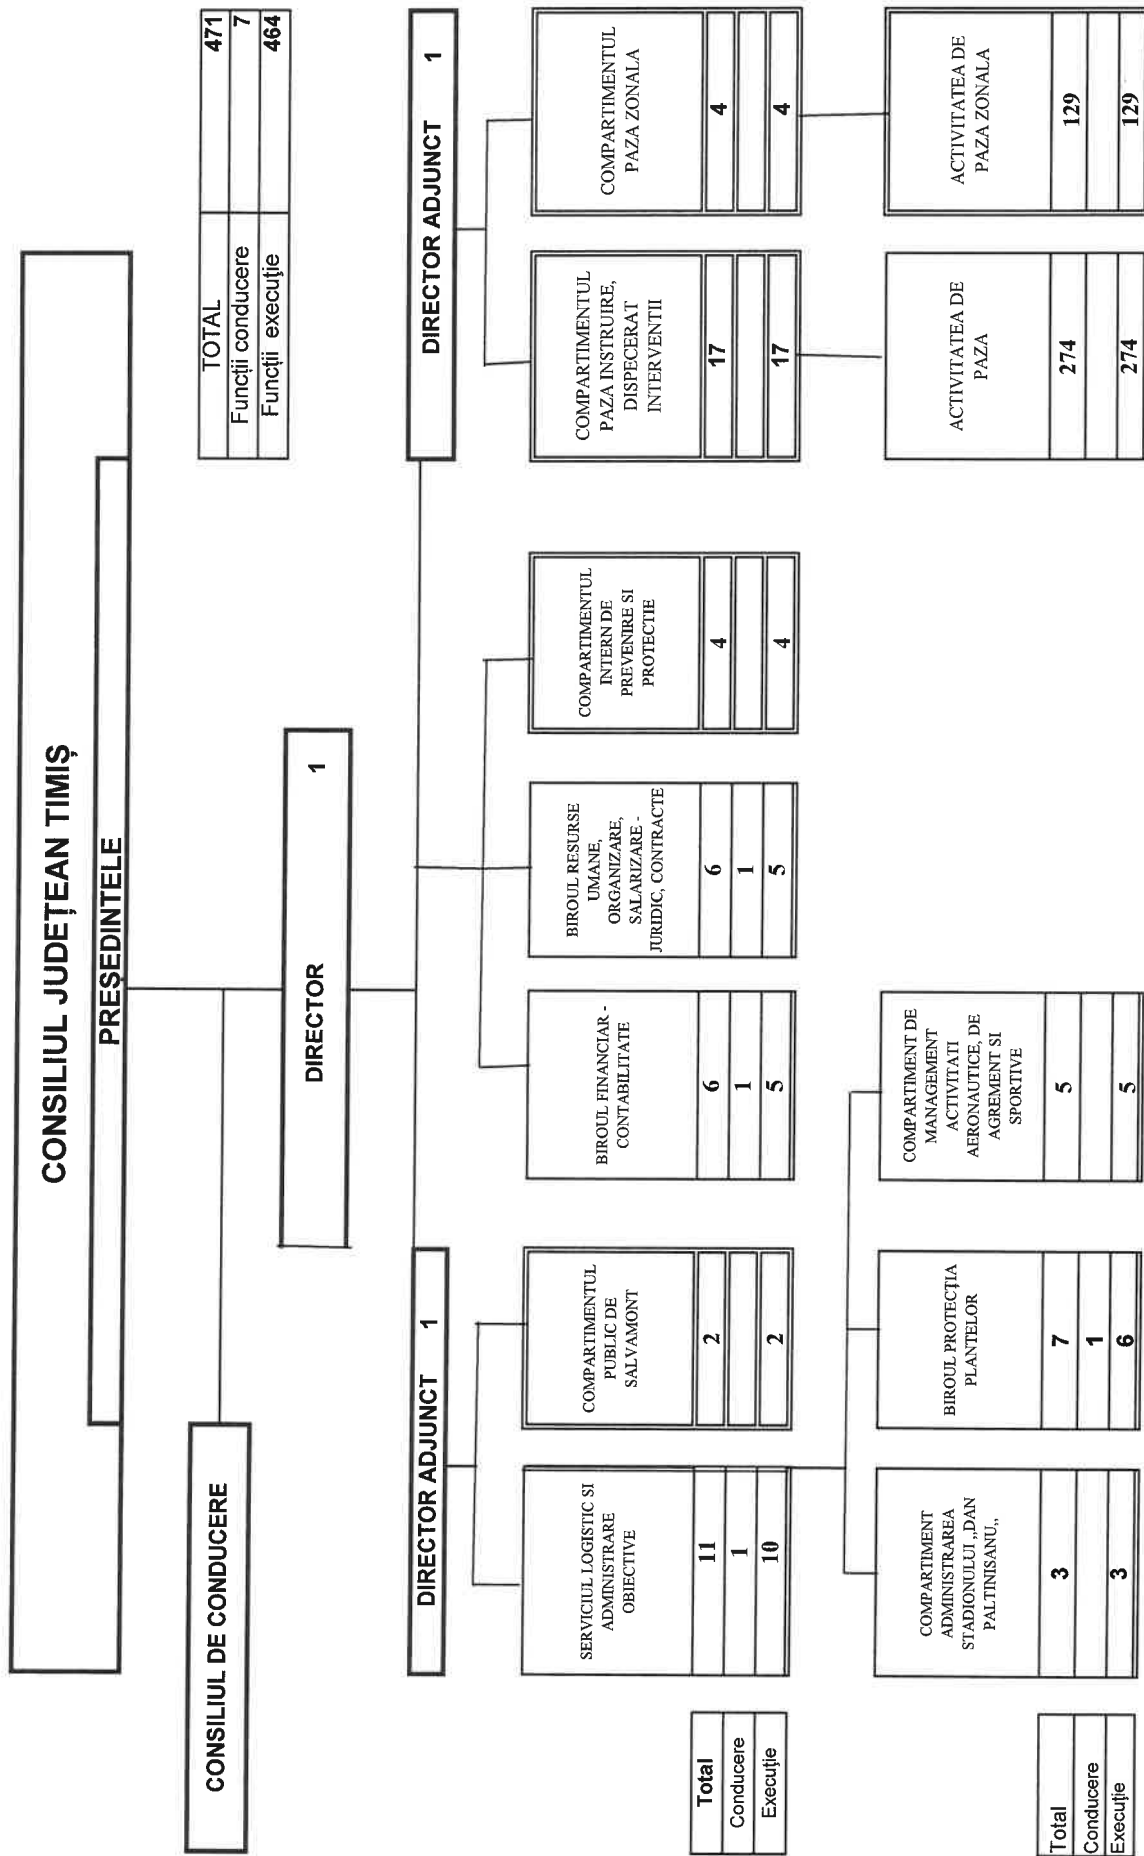 CONSILIUL JUDEȚEAN TIMIȘ
PREȘEDINTELE
CONSILIUL DE CONDUCERE
TOTAL 471
Funcții conducere 7
Funcții execuție 464
DIRECTOR 1
DIRECTOR ADJUNCT 1
DIRECTOR ADJUNCT 1
Total
Conducere
Execuție
SERVICIUL LOGISTIC SI
ADMINISTRARE
OBIECTIVE
11
1
10
COMPARTIMENTUL
PUBLIC DE
SALVAMONT
2
2
BIROUL FINANCIAR -
CONTABILITATE
6
1
5
BIROUL RESURSE
UMANE,
ORGANIZARE,
SALARIZARE -
JURIDIC, CONTRACTE
6
1
5
COMPARTIMENTUL
INTERN DE
PREVENIRE SI
PROTECTIE
4
4
COMPARTIMENTUL
PAZA INSTRUIRE,
DISPECERAT
INTERVENTII
17
17
COMPARTIMENTUL
PAZA ZONALA
4
4
Total
Conducere
Execuție
COMPARTIMENT
ADMINISTRAREA
STADIONULUI ,,DAN
PALTINISANU,,
3
3
BIROUL PROTECȚIA
PLANTELOR
7
1
6
COMPARTIMENT DE
MANAGEMENT
ACTIVITATI
AERONAUTICE, DE
AGREMENT SI
SPORTIVE
5
5
ACTIVITATEA DE
PAZA
274
274
ACTIVITATEA DE
PAZA ZONALA
129
129